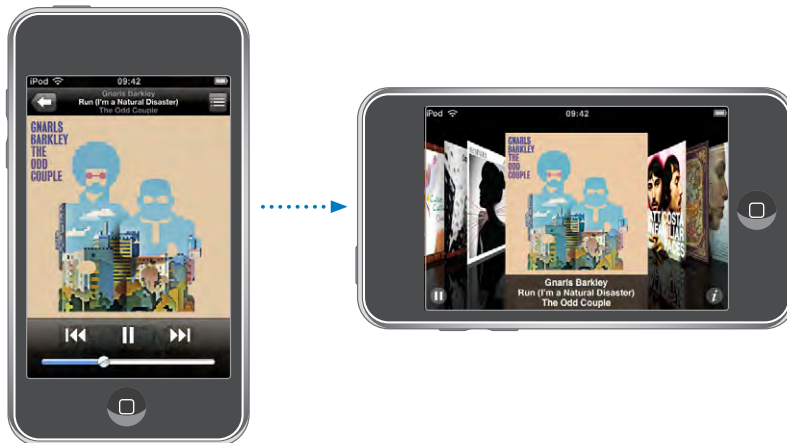 iPod
09:42
Gnarls Barkley
Run (I'm a Natural Disaster)
The Odd Couple
GNARLS
BARKLEY
THE
ODD
COUPLE
iPod
09:42
GNARLS
BARKLEY
THE
ODD
COUPLE
Gnarls Barkley
Run (I'm a Natural Disaster)
The Odd Couple